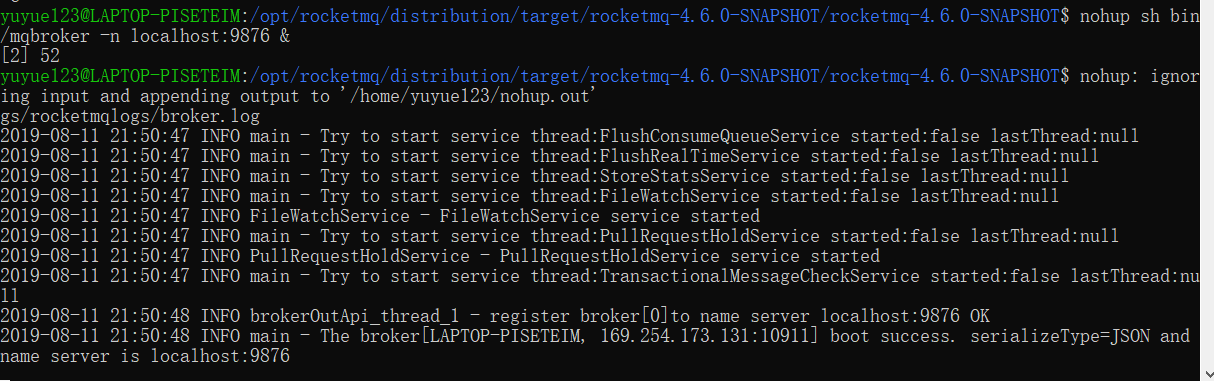 yuyue123@LAPTOP-PISETEIM:/opt/rocketmq/distribution/target/rocketmq-4.6.0-SNAPSHOT/rocketmq-4.6.0-SNAPSHOT$ nohup sh bin
/mqbroker -n localhost:9876 &
[2] 52
yuyue123@LAPTOP-PISETEIM:/opt/rocketmq/distribution/target/rocketmq-4.6.0-SNAPSHOT/rocketmq-4.6.0-SNAPSHOT$ nohup: ignor
ing input and appending output to '/home/yuyue123/nohup.out'
gs/rocketmqlogs/broker.log
2019-08-11 21:50:47 INFO main - Try to start service thread:FlushConsumeQueueService started:false lastThread:null
2019-08-11 21:50:47 INFO main - Try to start service thread:FlushRealTimeService started:false lastThread:null
2019-08-11 21:50:47 INFO main - Try to start service thread:StoreStatsService started:false lastThread:null
2019-08-11 21:50:47 INFO main - Try to start service thread:FileWatchService started:false lastThread:null
2019-08-11 21:50:47 INFO FileWatchService - FileWatchService service started
2019-08-11 21:50:47 INFO main - Try to start service thread:PullRequestHoldService started:false lastThread:null
2019-08-11 21:50:47 INFO PullRequestHoldService - PullRequestHoldService service started
2019-08-11 21:50:47 INFO main - Try to start service thread:TransactionalMessageCheckService started:false lastThread:nu
ll
2019-08-11 21:50:48 INFO brokerOutApi_thread_1 - register broker[0]to name server localhost:9876 OK
2019-08-11 21:50:48 INFO main - The broker[LAPTOP-PISETEIM, 169.254.173.131:10911] boot success. serializeType=JSON and
name server is localhost:9876